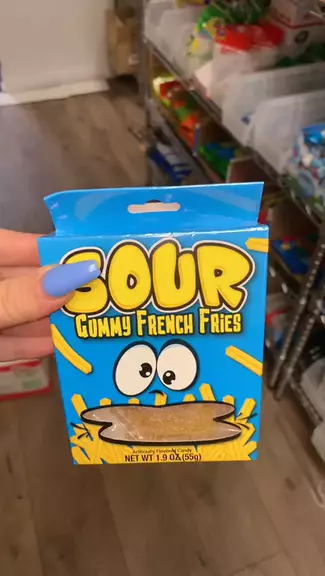 SOUR
GUMMY FRENCH FRIES
Artificially Flavored Candy
NET WT 1.9 OZ (55g)